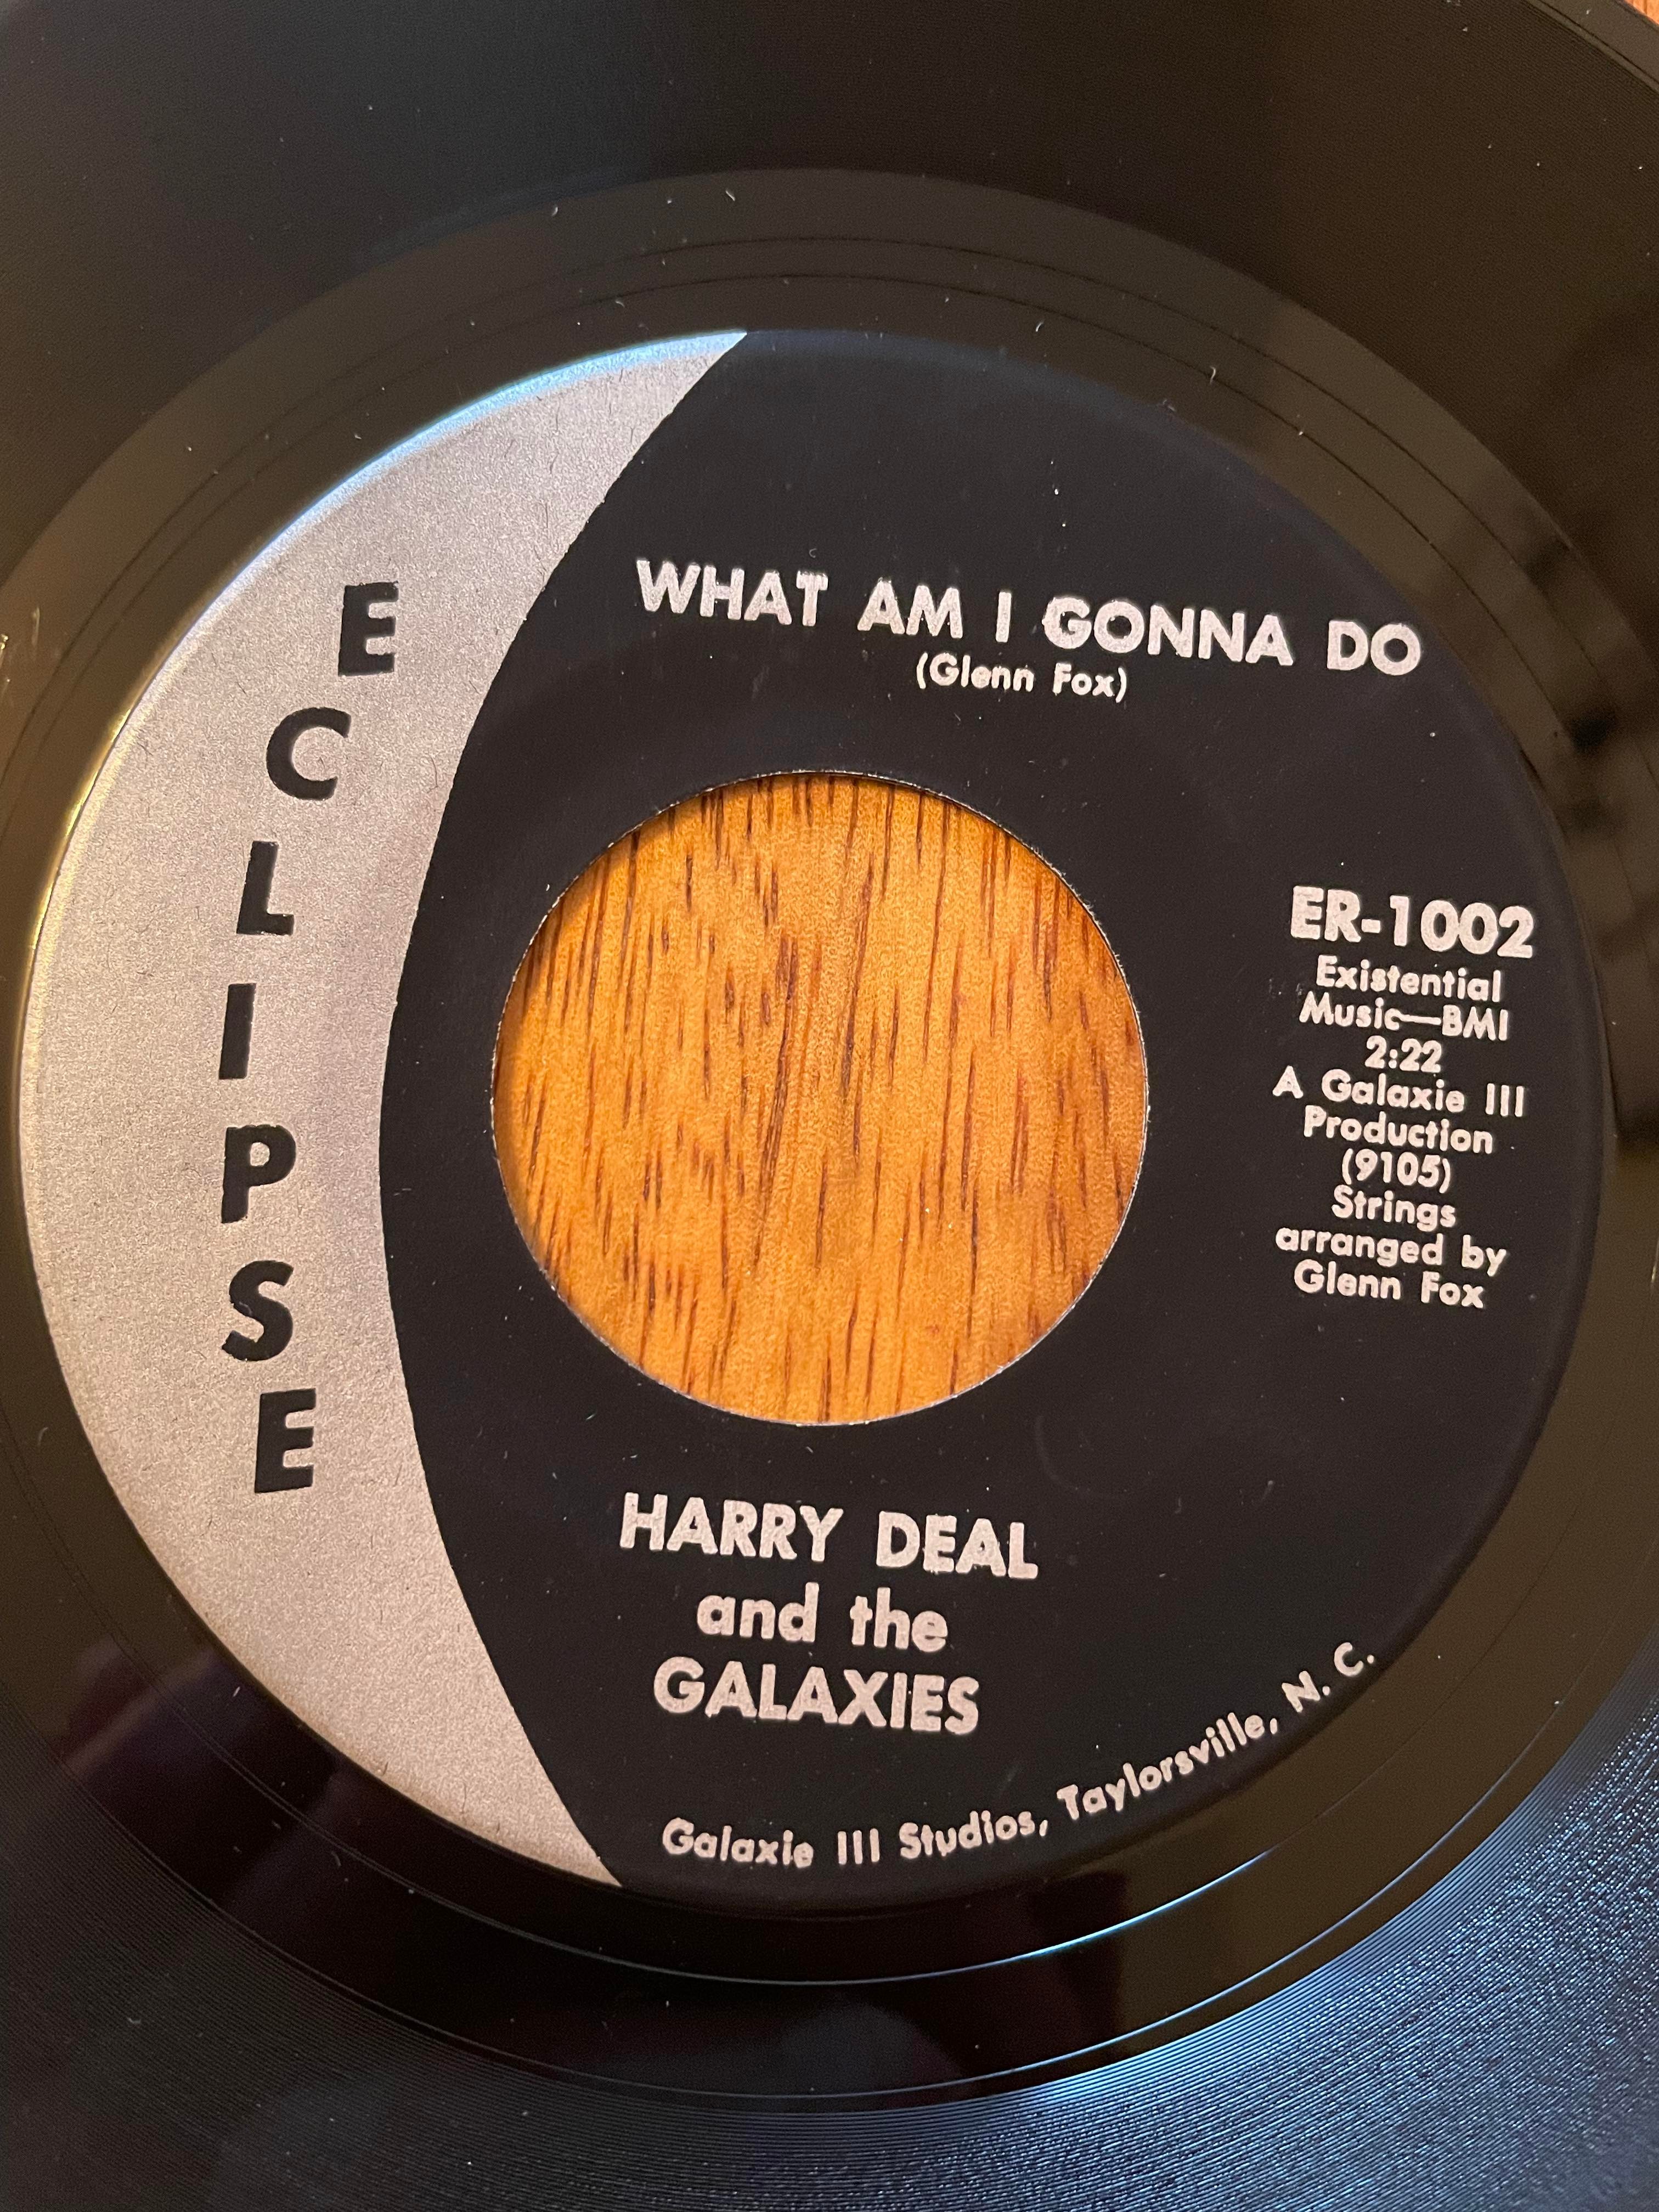 ECLIPSE
WHAT AM I GONNA DO
(Glenn Fox)
ER-1002
Existential
Music—BMI
2:22
A Galaxie III
Production
(9105)
Strings
arranged by
Glenn Fox
HARRY DEAL
and the
GALAXIES
Galaxie III Studios, Taylorsville, N. C.